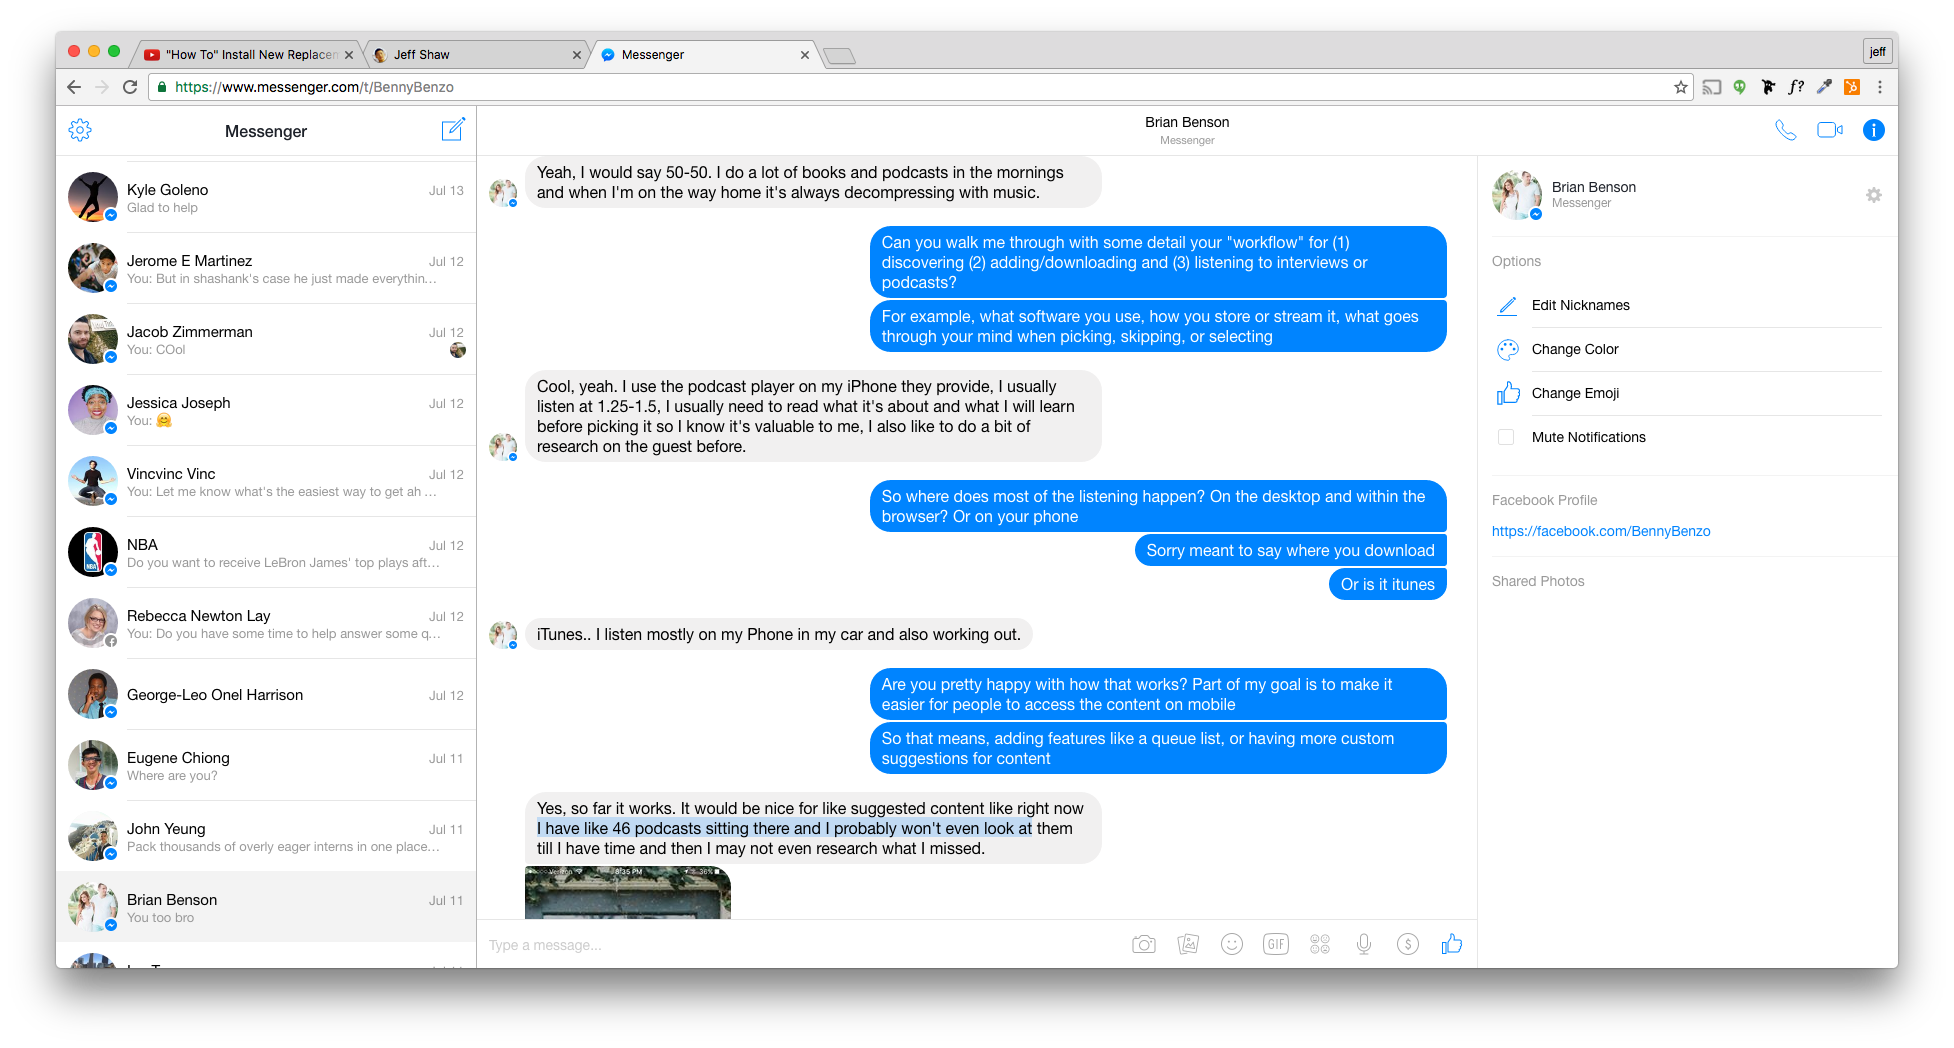 "How To" Install New Replacem
Jeff Shaw
Messenger
jeff
https://www.messenger.com/t/BennyBenzo
f?
Messenger
Kyle Goleno
Jul 13
Glad to help
Jerome E Martinez
Jul 12
You: But in shashank's case he just made everythin…
Jacob Zimmerman
Jul 12
You: COol
Jessica Joseph
Jul 12
You: 🤗
Vincvinc Vinc
Jul 12
You: Let me know what's the easiest way to get ah …
NBA
Jul 12
Do you want to receive LeBron James' top plays aft…
Rebecca Newton Lay
Jul 12
You: Do you have some time to help answer some q…
George-Leo Onel Harrison
Jul 12
Eugene Chiong
Jul 11
Where are you?
John Yeung
Jul 11
Pack thousands of overly eager interns in one place…
Brian Benson
Jul 11
You too bro
Brian Benson
Messenger
Yeah, I would say 50-50. I do a lot of books and podcasts in the mornings
and when I'm on the way home it's always decompressing with music.
Can you walk me through with some detail your "workflow" for (1)
discovering (2) adding/downloading and (3) listening to interviews or
podcasts?
For example, what software you use, how you store or stream it, what goes
through your mind when picking, skipping, or selecting
Cool, yeah. I use the podcast player on my iPhone they provide, I usually
listen at 1.25-1.5, I usually need to read what it's about and what I will learn
before picking it so I know it's valuable to me, I also like to do a bit of
research on the guest before.
So where does most of the listening happen? On the desktop and within the
browser? Or on your phone
Sorry meant to say where you download
Or is it itunes
iTunes.. I listen mostly on my Phone in my car and also working out.
Are you pretty happy with how that works? Part of my goal is to make it
easier for people to access the content on mobile
So that means, adding features like a queue list, or having more custom
suggestions for content
Yes, so far it works. It would be nice for like suggested content like right now
I have like 46 podcasts sitting there and I probably won't even look at them
till I have time and then I may not even research what I missed.
Verizon
8:35 PM
36%
Type a message...
GIF
$
Brian Benson
Messenger
Options
Edit Nicknames
Change Color
Change Emoji
Mute Notifications
Facebook Profile
https://facebook.com/BennyBenzo
Shared Photos